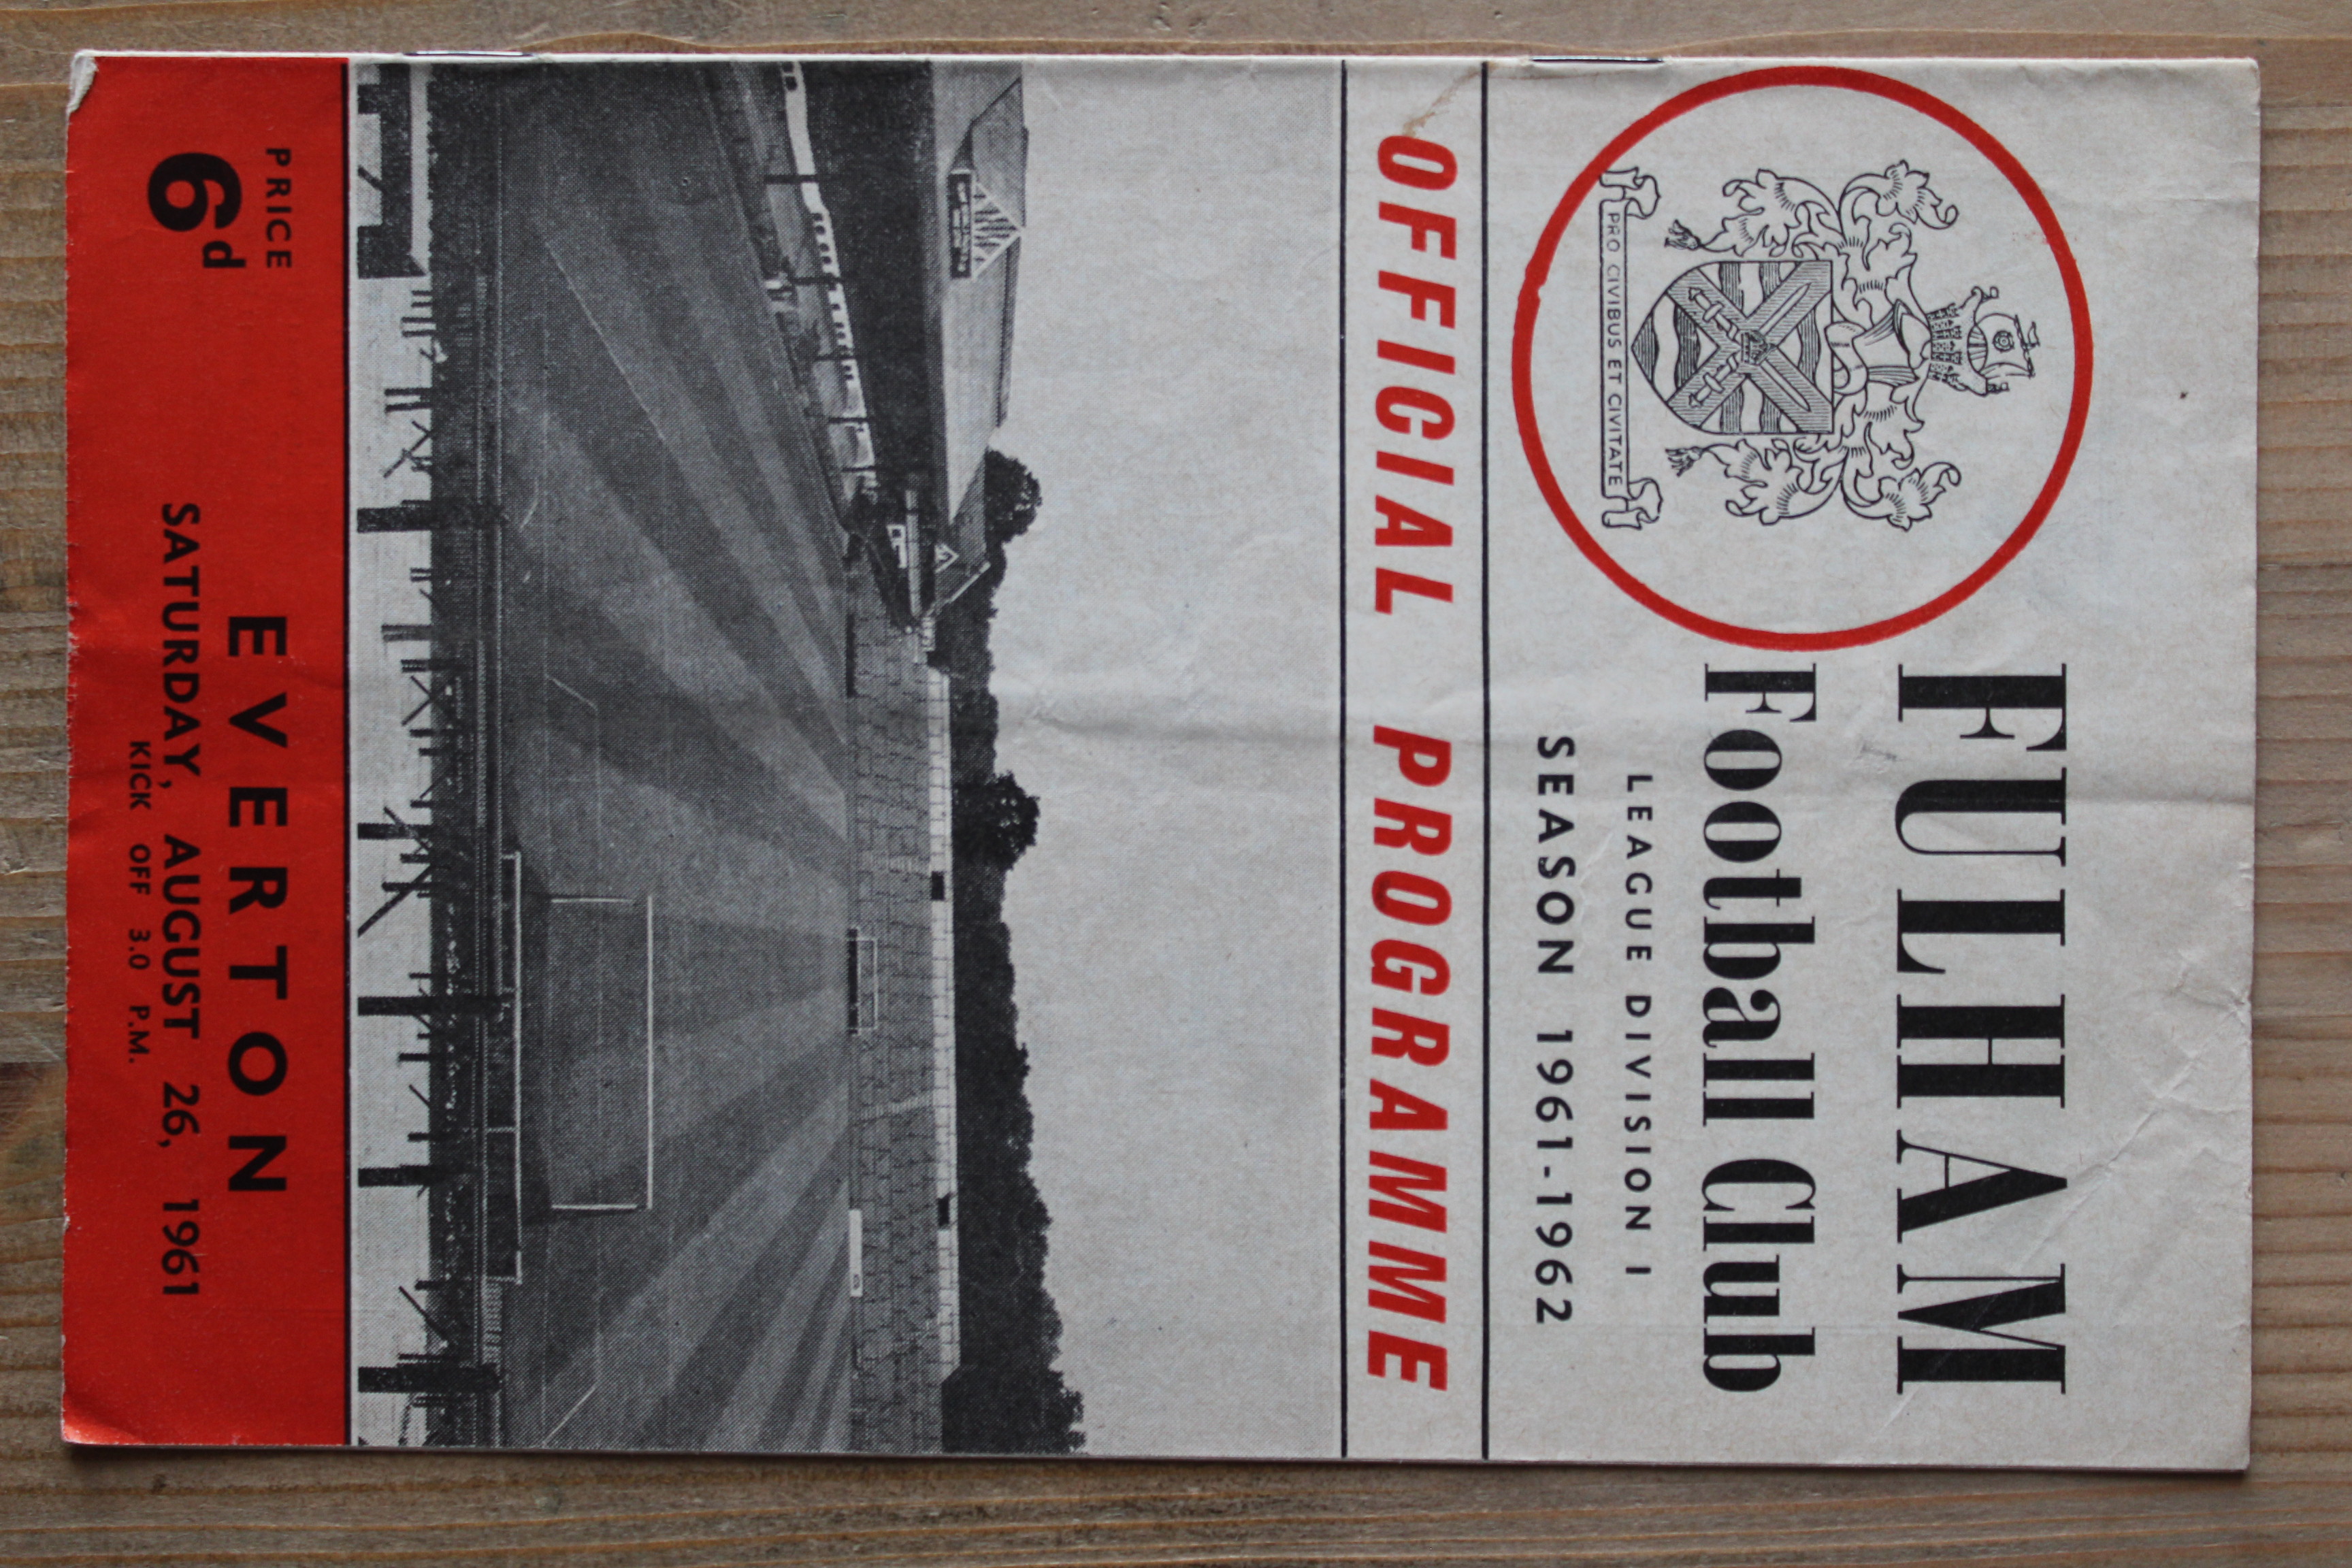 FULHAM
Football Club
LEAGUE DIVISION I
SEASON 1961-1962
PRO CIVIBUS ET CIVITATE
OFFICIAL PROGRAMME
PRICE
6d
EVERTON
SATURDAY, AUGUST 26, 1961
KICK OFF 3.0 P.M.